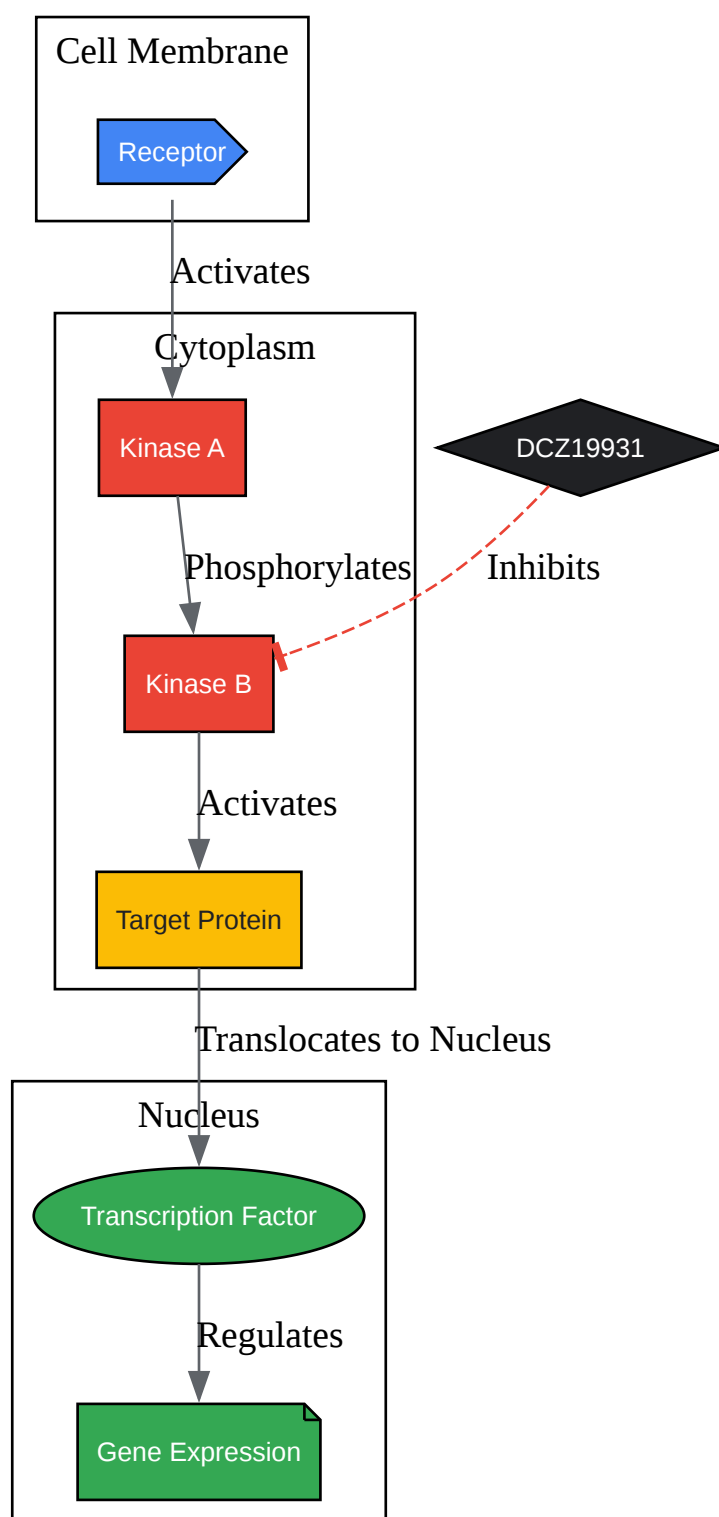 Cell Membrane
Receptor
Activates
Cytoplasm
Kinase A
DCZ19931
Phosphorylates
Inhibits
Kinase B
Activates
Target Protein
Translocates to Nucleus
Nucleus
Transcription Factor
Regulates
Gene Expression